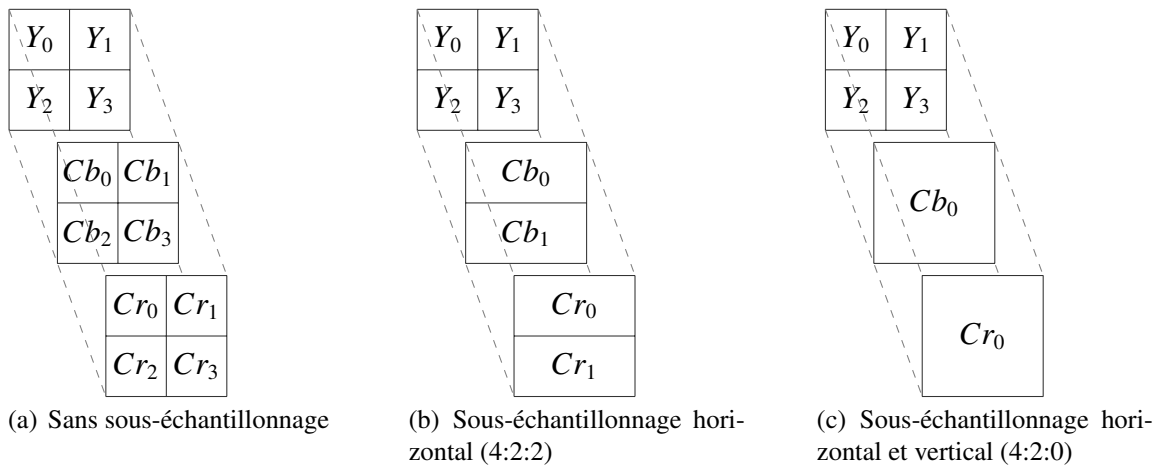 Y0 Y1
Y2 Y3
Cb0 Cb1
Cb2 Cb3
Cr0 Cr1
Cr2 Cr3
(a) Sans sous-échantillonnage
Y0 Y1
Y2 Y3
Cb0
Cb1
Cr0
Cr1
(b) Sous-échantillonnage hori-
zontal (4:2:2)
Y0 Y1
Y2 Y3
Cb0
Cr0
(c) Sous-échantillonnage hori-
zontal et vertical (4:2:0)